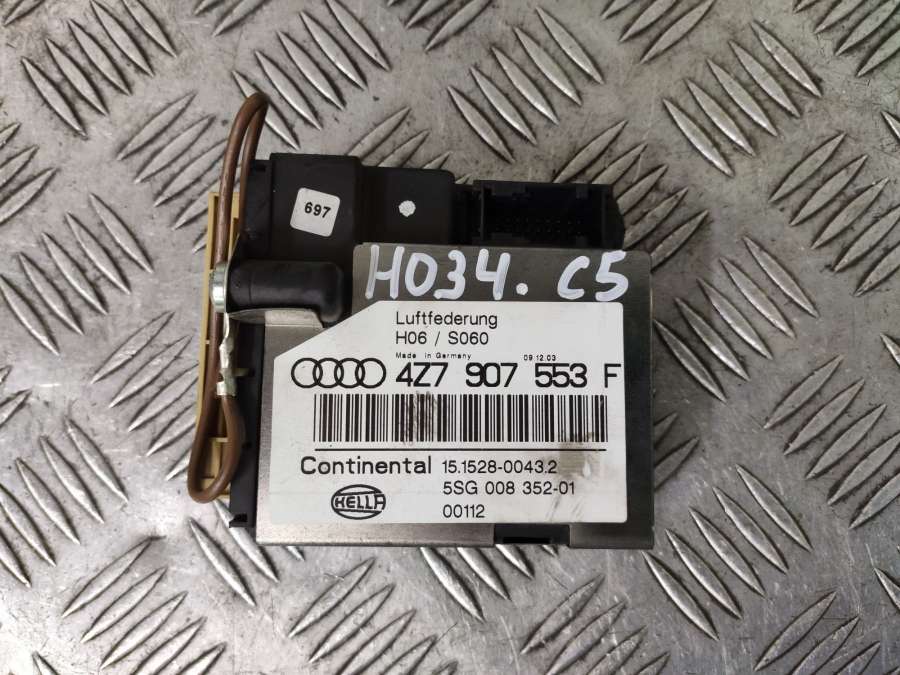 697
H034. C5
Luftfederung
H06 / S060
Made in Germany 09.12.03
4Z7 907 553 F
Continental 15.1528-0043.2
5SG 008 352-01
HELLA 00112